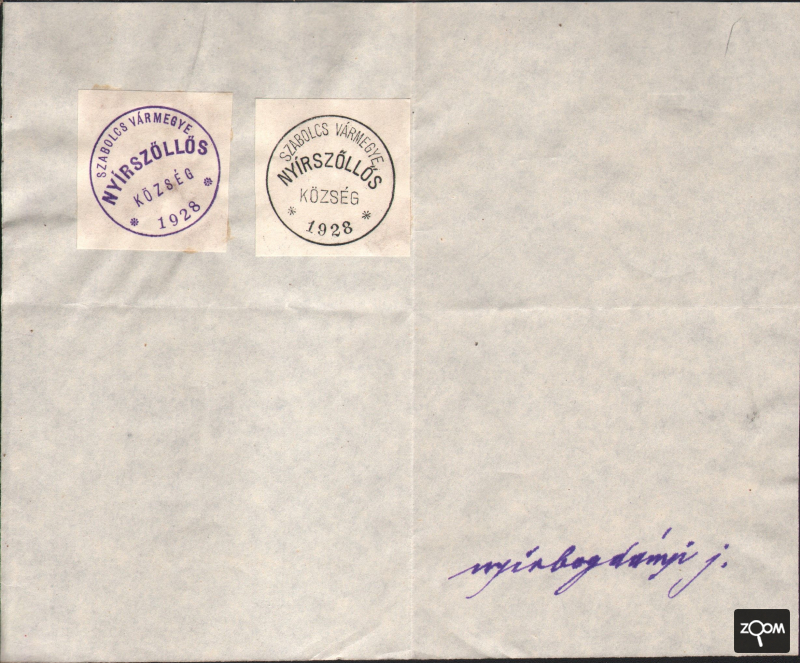 SZABOLCS VÁRMEGYE
NYÍRSZŐLLŐS
KÖZSÉG
* 1928 *
SZABOLCS VÁRMEGYE
NYÍRSZŐLLŐS
KÖZSÉG
* 1928 *
nyírbogdányi j.
ZOOM